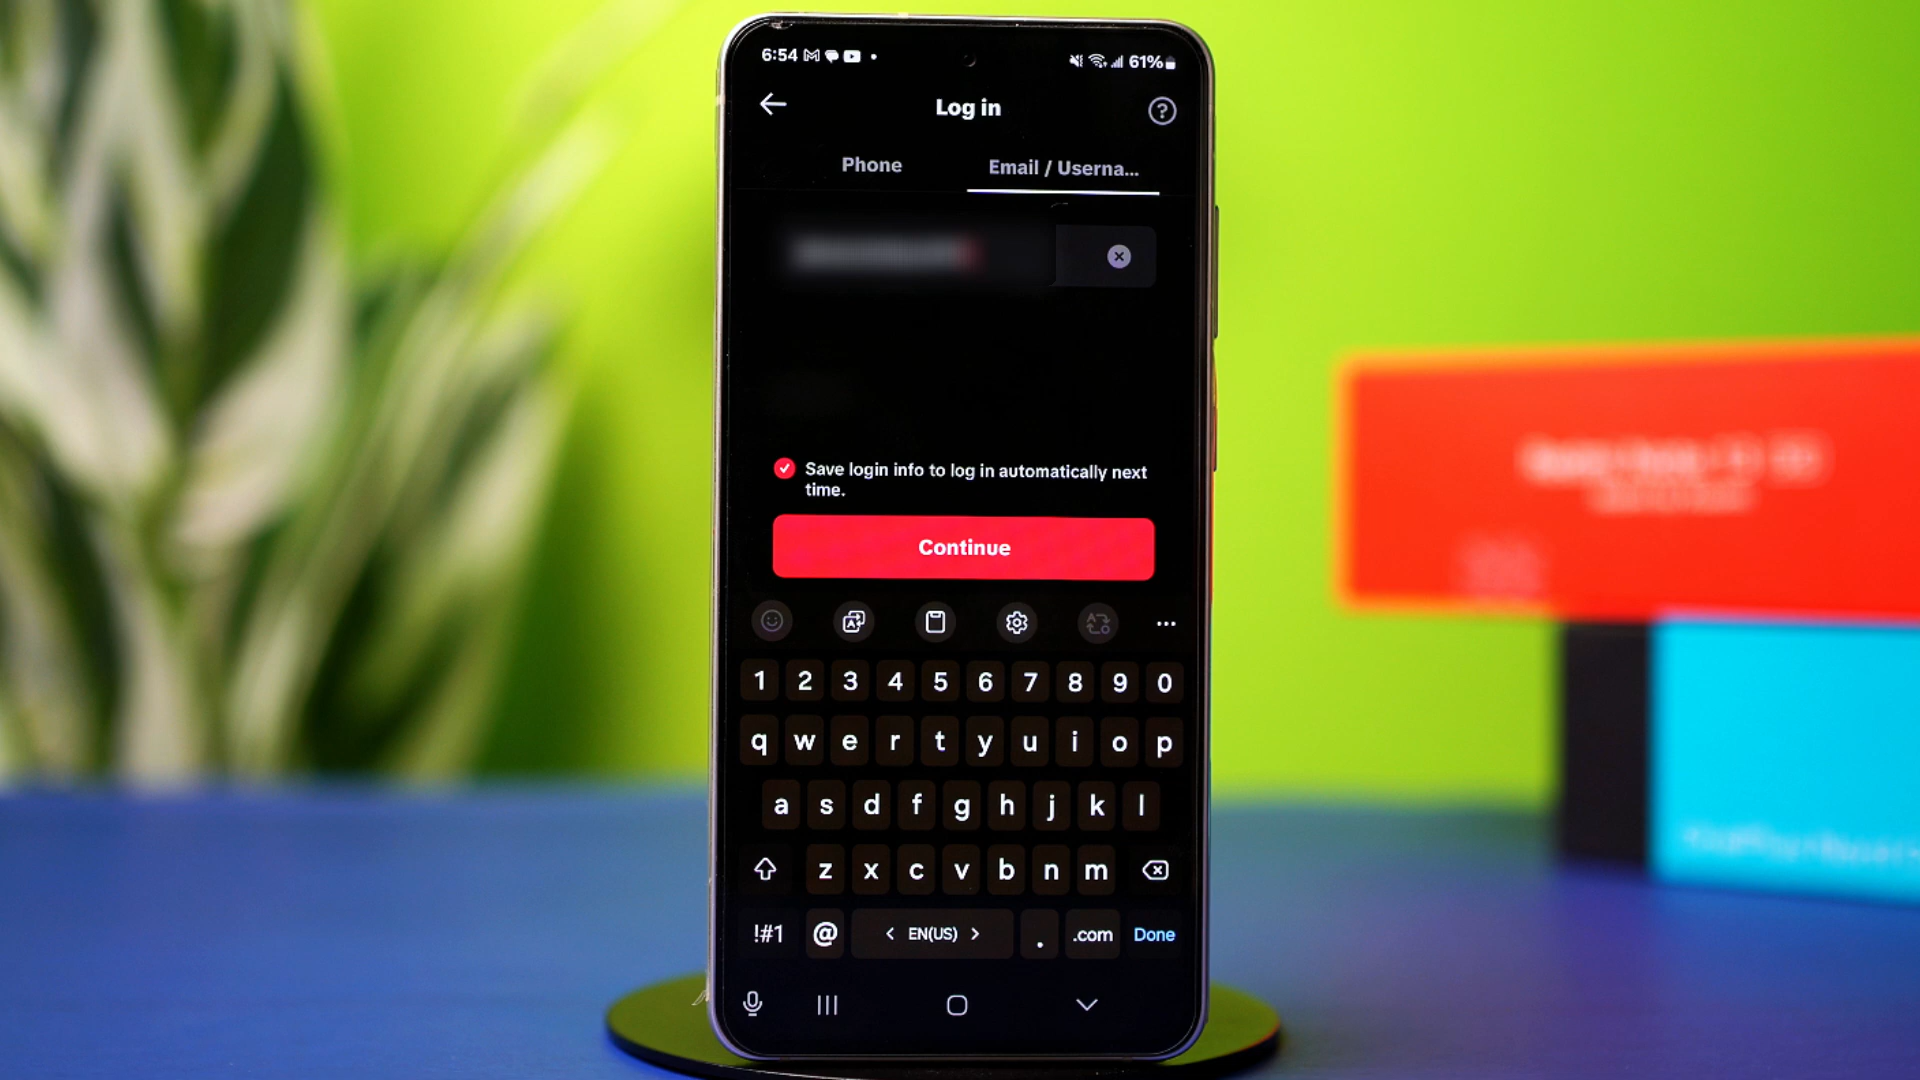 6:54
61%
Log in
Phone
Email / Userna...
Save login info to log in automatically next
time.
Continue
1 2 3 4 5 6 7 8 9 0
q w e r t y u i o p
a s d f g h j k l
z x c v b n m
!#1 @ < EN(US) > . .com Done